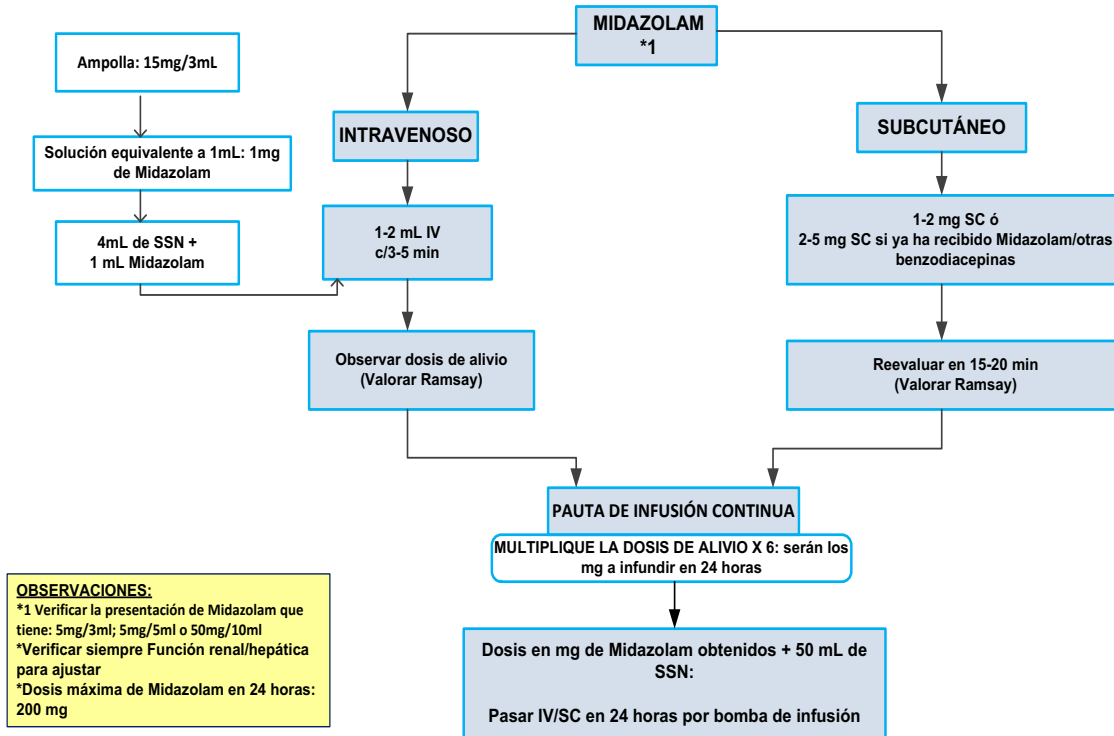 MIDAZOLAM
*1
Ampolla: 15mg/3mL
Solución equivalente a 1mL: 1mg
de Midazolam
4mL de SSN +
1 mL Midazolam
INTRAVENOSO
1-2 mL IV
c/3-5 min
Observar dosis de alivio
(Valorar Ramsay)
SUBCUTÁNEO
1-2 mg SC ó
2-5 mg SC si ya ha recibido Midazolam/otras
benzodiacepinas
Reevaluar en 15-20 min
(Valorar Ramsay)
PAUTA DE INFUSIÓN CONTINUA
MULTIPLIQUE LA DOSIS DE ALIVIO X 6: serán los
mg a infundir en 24 horas
Dosis en mg de Midazolam obtenidos + 50 mL de
SSN:
Pasar IV/SC en 24 horas por bomba de infusión
OBSERVACIONES:
*1 Verificar la presentación de Midazolam que
tiene: 5mg/3ml; 5mg/5ml o 50mg/10ml
*Verificar siempre Función renal/hepática
para ajustar
*Dosis máxima de Midazolam en 24 horas:
200 mg